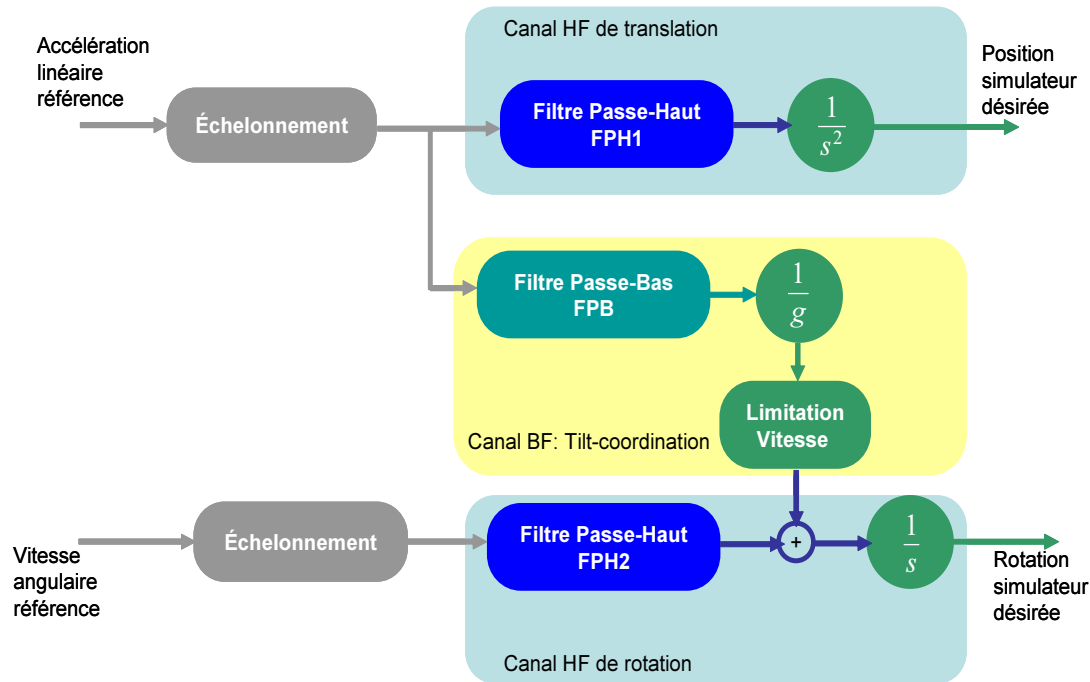 Canal HF de translation
Accélération
linéaire
référence
Échelonnement
Filtre Passe-Haut
FPH1
1
s²
Position
simulateur
désirée
Filtre Passe-Bas
FPB
1
g
Limitation
Vitesse
Canal BF: Tilt-coordination
Vitesse
angulaire
référence
Échelonnement
Filtre Passe-Haut
FPH2
+
1
s
Rotation
simulateur
désirée
Canal HF de rotation